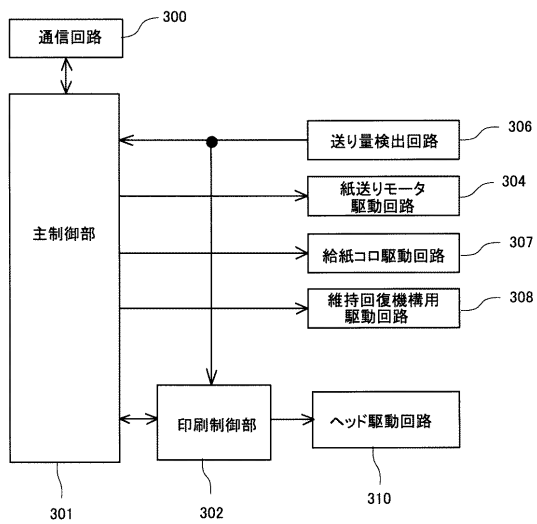 通信回路
300
送り量検出回路
306
紙送りモータ
駆動回路
304
主制御部
給紙コロ駆動回路
307
維持回復機構用
駆動回路
308
印刷制御部
ヘッド駆動回路
301
302
310